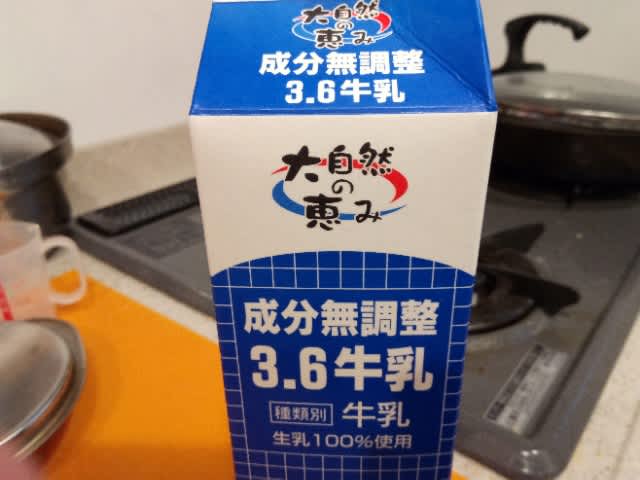 大自然
の
恵み
成分無調整
3.6牛乳
大自然
の
恵み
成分無調整
3.6牛乳
種類別 牛乳
生乳100%使用